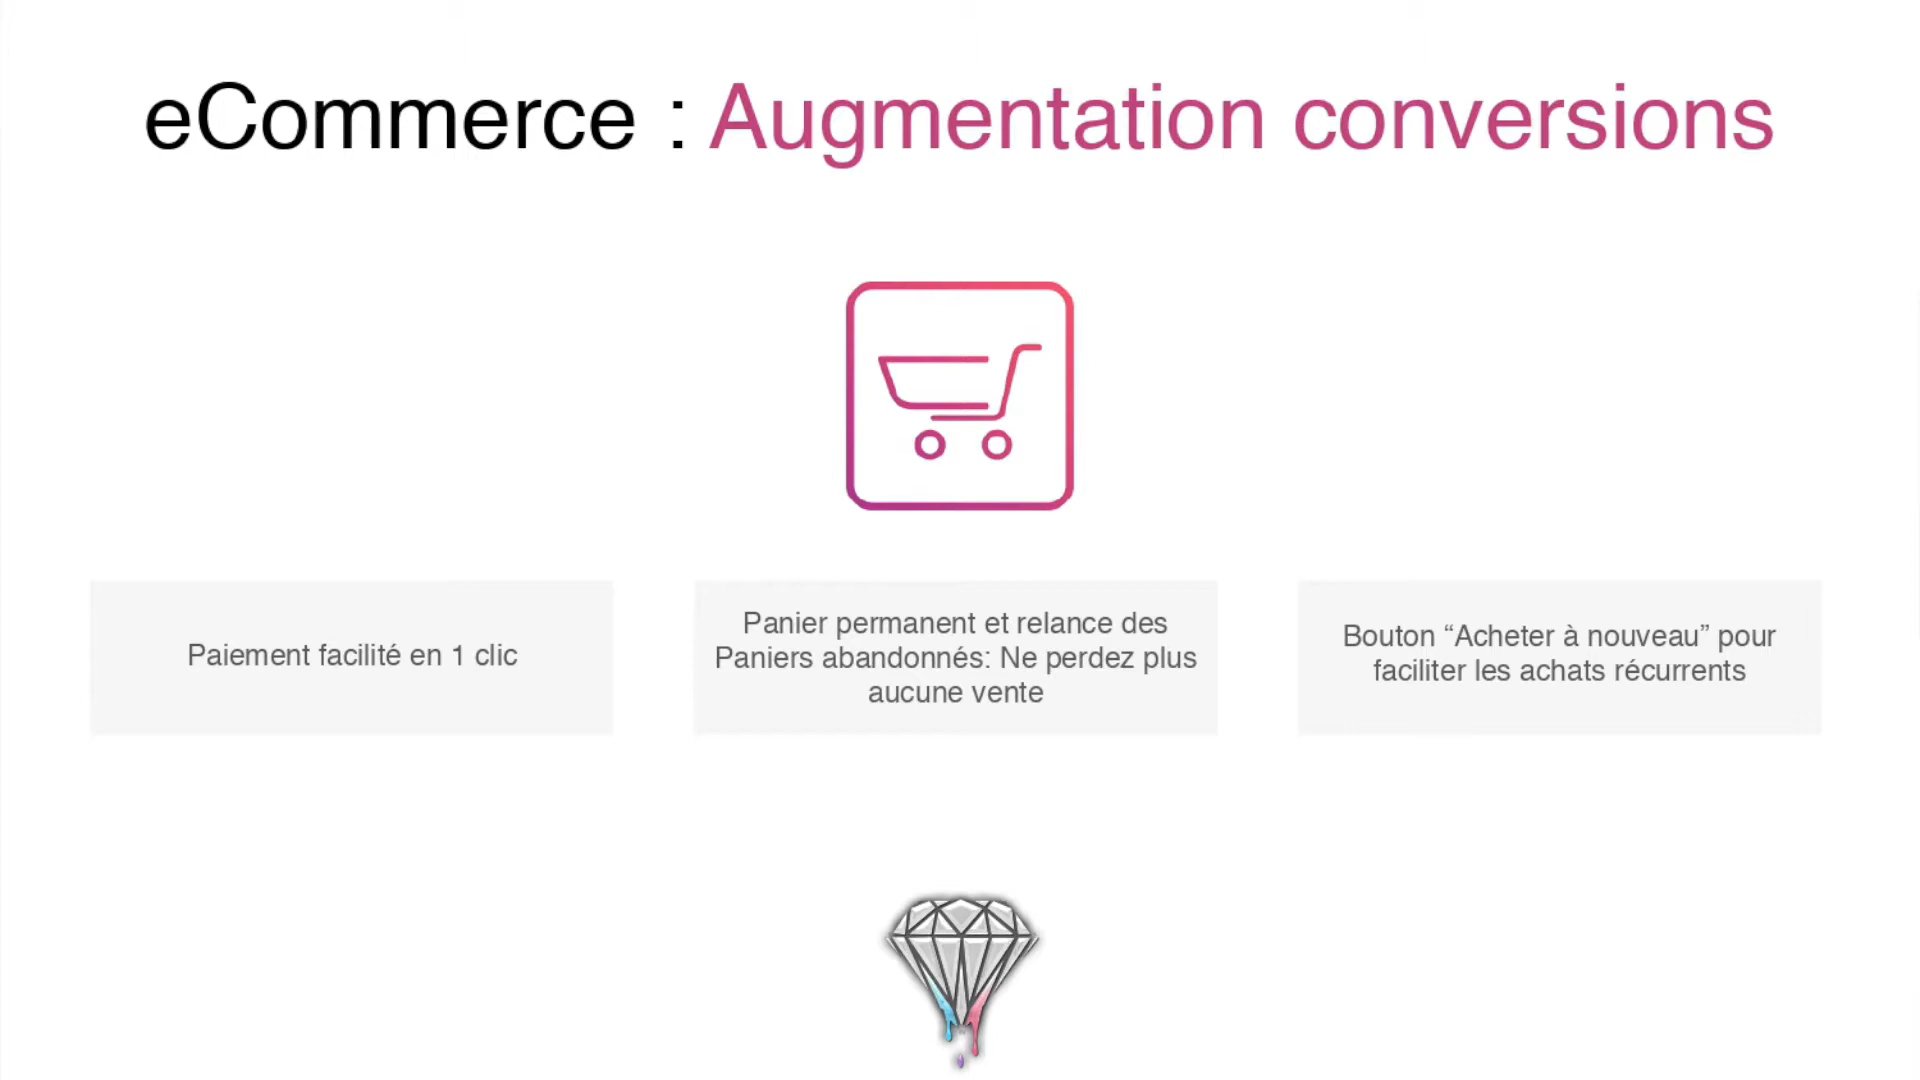 eCommerce : Augmentation conversions
Paiement facilité en 1 clic
Panier permanent et relance des
Paniers abandonnés: Ne perdez plus
aucune vente
Bouton “Acheter à nouveau” pour
faciliter les achats récurrents